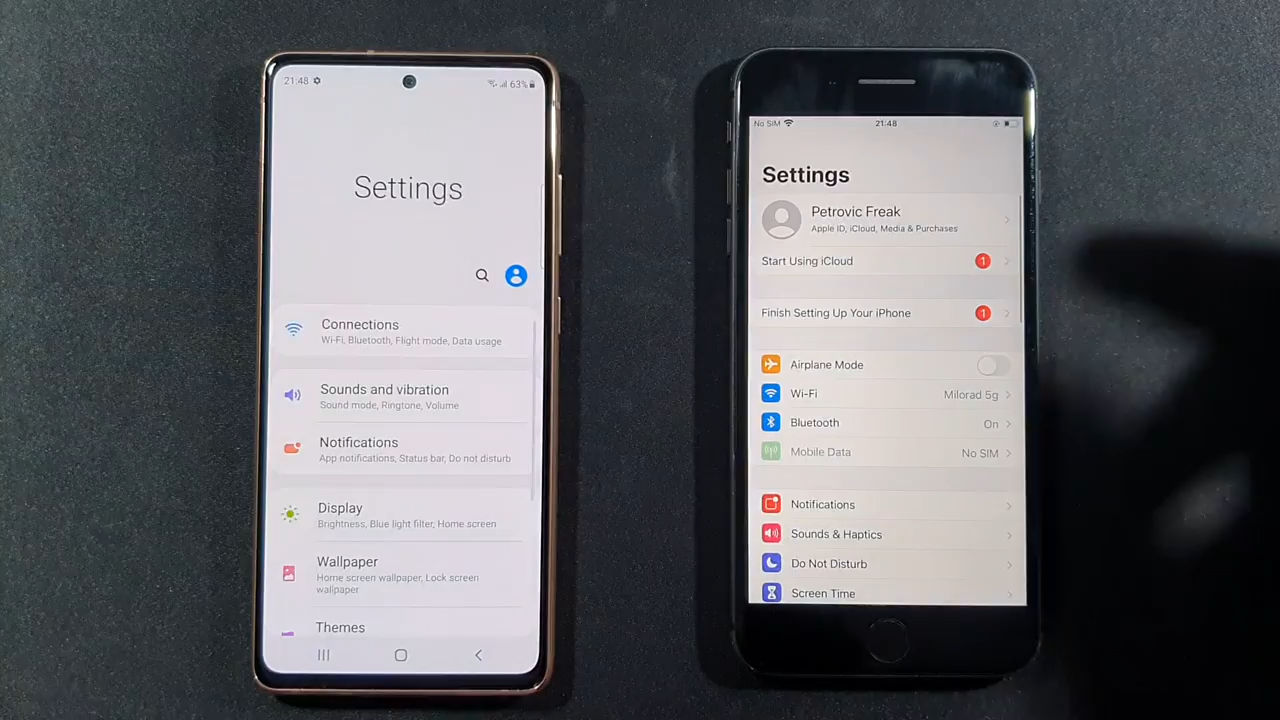 21:48
63%
Settings
Connections
Wi-Fi, Bluetooth, Flight mode, Data usage
Sounds and vibration
Sound mode, Ringtone, Volume
Notifications
App notifications, Status bar, Do not disturb
Display
Brightness, Blue light filter, Home screen
Wallpaper
Home screen wallpaper, Lock screen
wallpaper
Themes
No SIM
21:48
Settings
Petrovic Freak
Apple ID, iCloud, Media & Purchases
Start Using iCloud
1
Finish Setting Up Your iPhone
1
Airplane Mode
Wi-Fi
Milorad 5g
Bluetooth
On
Mobile Data
No SIM
Notifications
Sounds & Haptics
Do Not Disturb
Screen Time